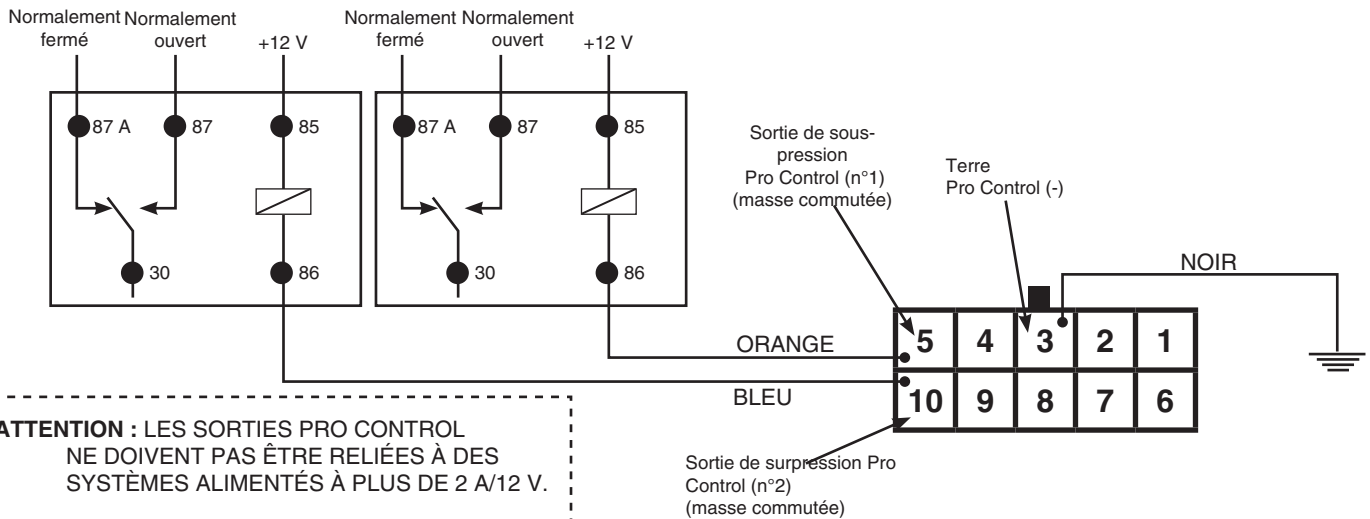 Normalement
fermé
Normalement
ouvert
+12 V
Normalement
fermé
Normalement
ouvert
+12 V
87 A
87
85
30
86
87 A
87
85
30
86
Sortie de sous-
pression
Pro Control (n°1)
(masse commutée)
Terre
Pro Control (-)
NOIR
ORANGE
BLEU
5 4 3 2 1
10 9 8 7 6
Sortie de surpression Pro
Control (n°2)
(masse commutée)
ATTENTION : LES SORTIES PRO CONTROL
NE DOIVENT PAS ÊTRE RELIÉES À DES
SYSTÈMES ALIMENTÉS À PLUS DE 2 A/12 V.